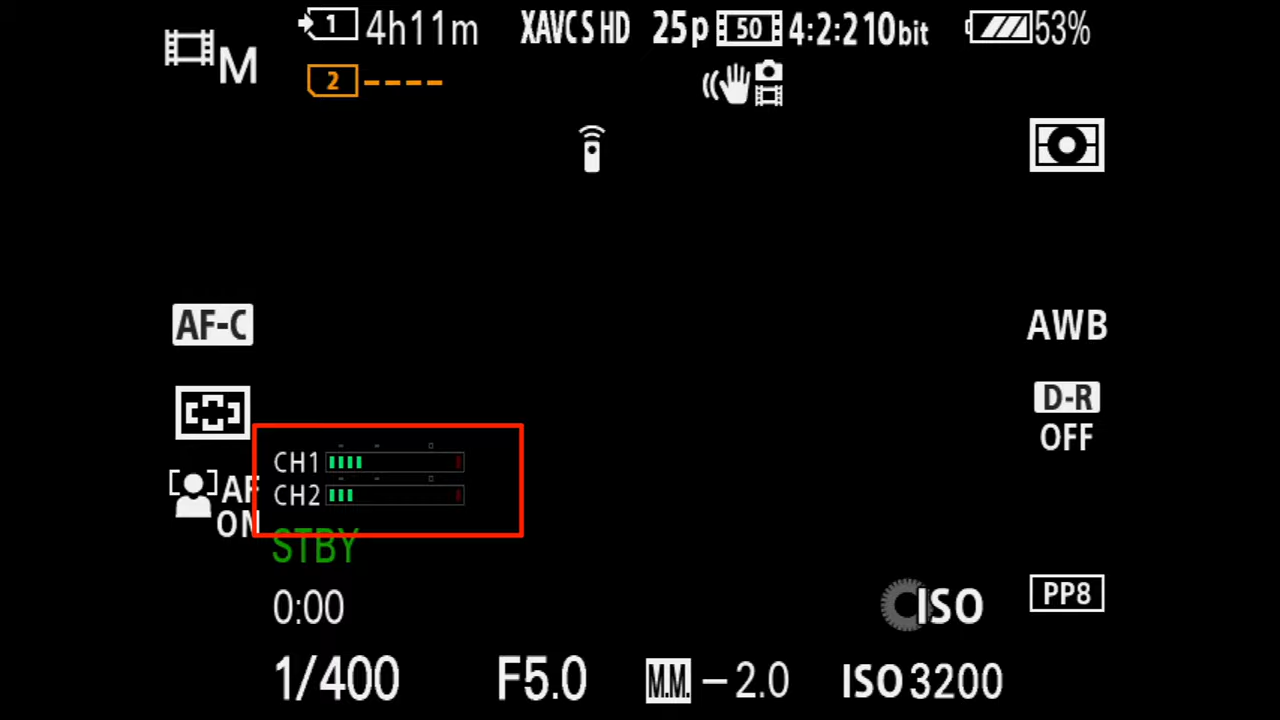 M
1 4h11m XAVC S HD 25p 50 4:2:2 10bit 53%
2 ----
AF-C
AWB
D-R
OFF
CH1
CH2
AF
ON
STBY
0:00
ISO
PP8
1/400 F5.0 M.M. -2.0 ISO 3200